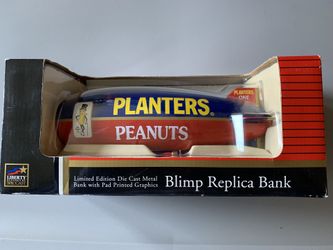 PLANTERS
ONE
PLANTERS.
PEANUTS
LIBERTY
Limited Edition Die Cast Metal
Bank with Pad Printed Graphics
Blimp Replica Bank